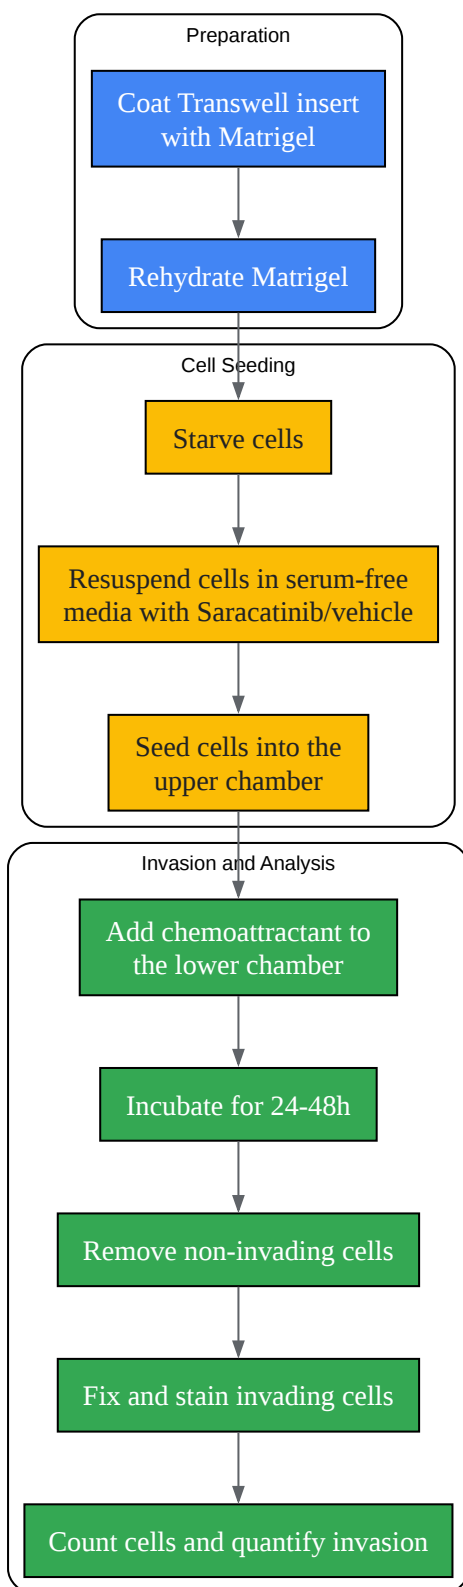 Preparation
Coat Transwell insert
with Matrigel
Rehydrate Matrigel
Cell Seeding
Starve cells
Resuspend cells in serum-free
media with Saracatinib/vehicle
Seed cells into the
upper chamber
Invasion and Analysis
Add chemoattractant to
the lower chamber
Incubate for 24-48h
Remove non-invading cells
Fix and stain invading cells
Count cells and quantify invasion